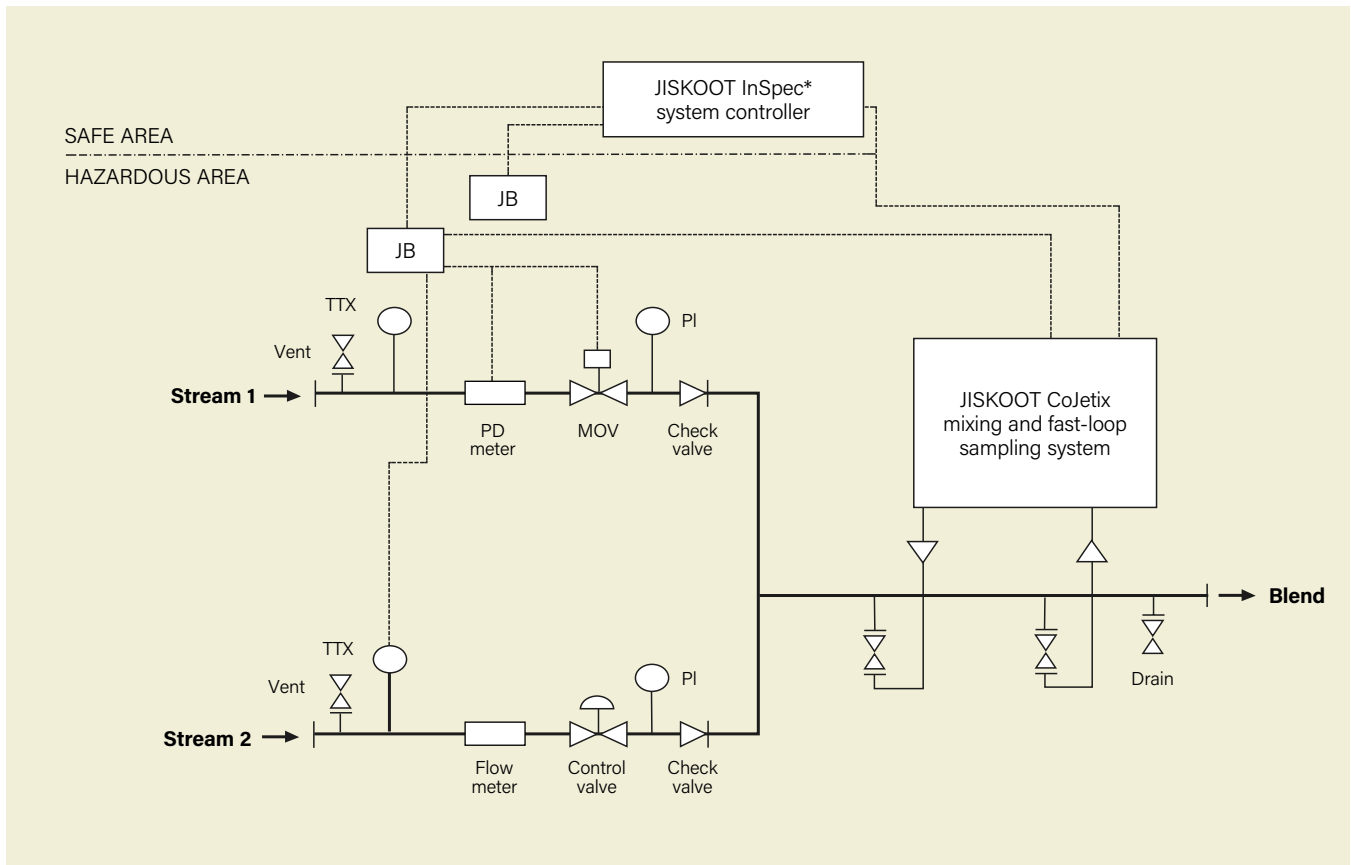 JISKOOT InSpec*
system controller
SAFE AREA
HAZARDOUS AREA
JB
JB
TTX
PI
Vent
Stream 1
PD
meter
MOV
Check
valve
JISKOOT CoJetix
mixing and fast-loop
sampling system
Blend
TTX
PI
Vent
Drain
Stream 2
Flow
meter
Control
valve
Check
valve